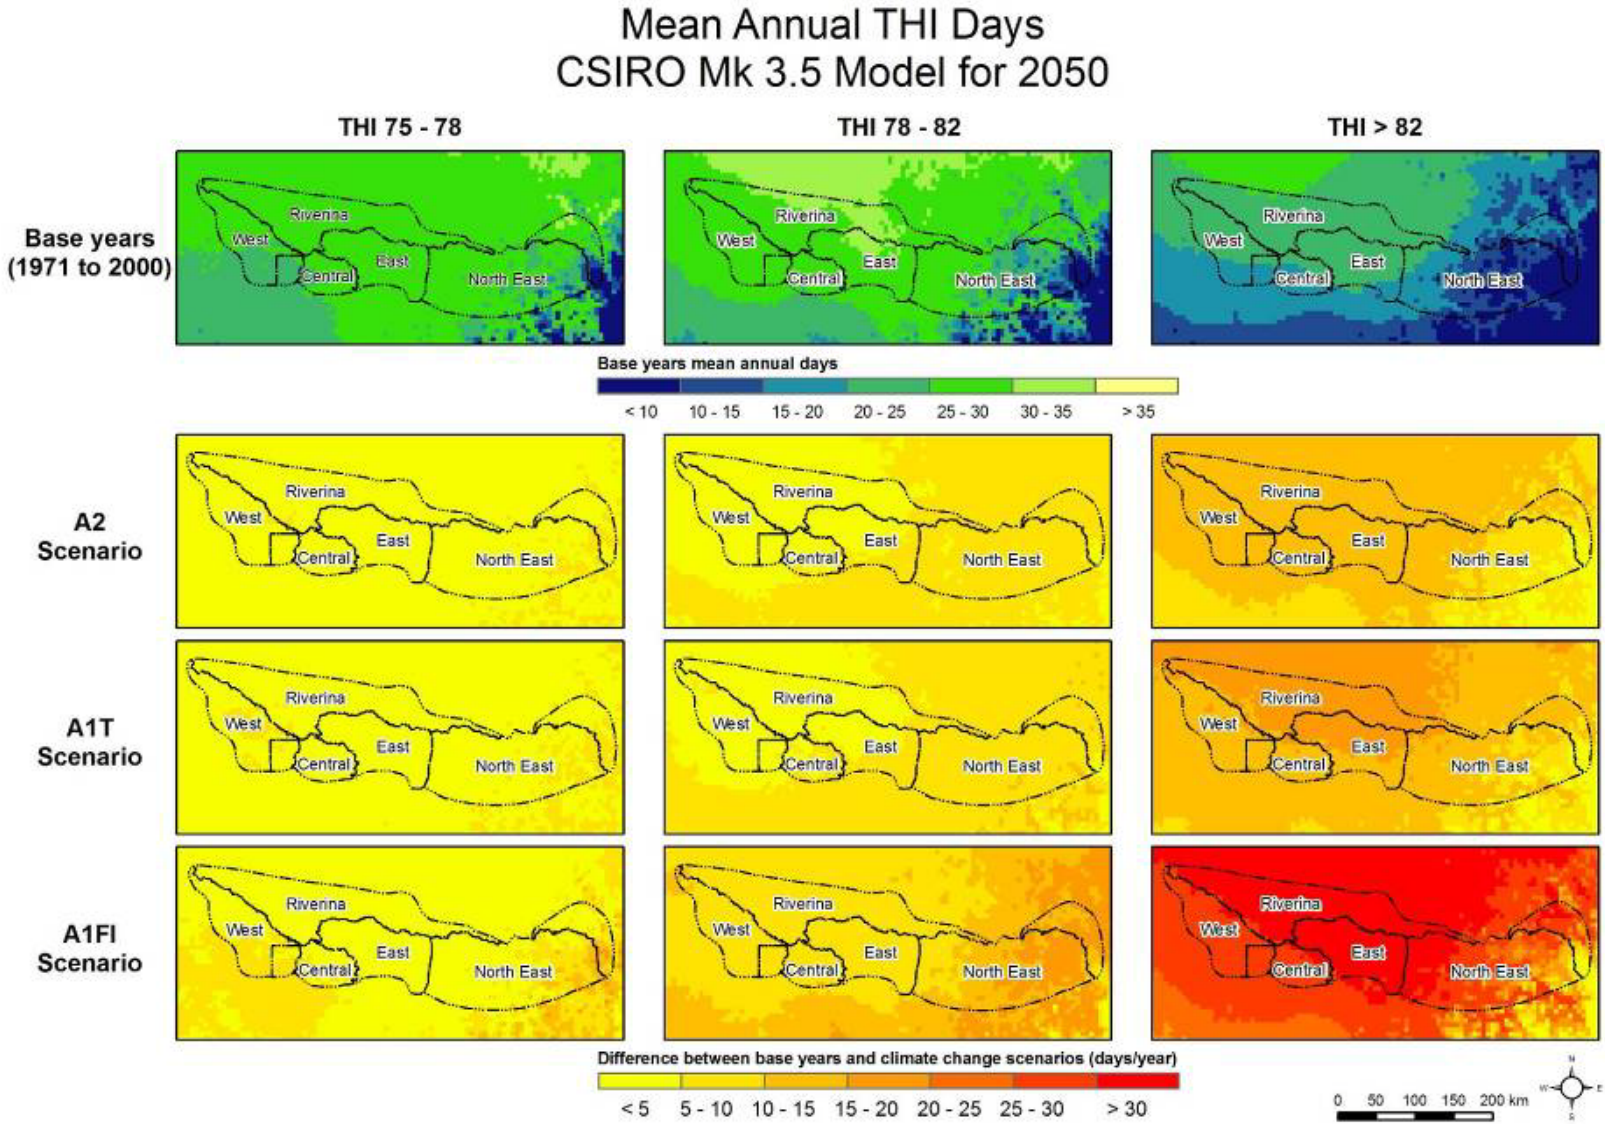 Mean Annual THI Days
CSIRO Mk 3.5 Model for 2050
THI 75 - 78
THI 78 - 82
THI > 82
Base years
(1971 to 2000)
Riverina
West
Central
East
North East
Riverina
West
Central
East
North East
Riverina
West
Central
East
North East
Base years mean annual days
< 10
10 - 15
15 - 20
20 - 25
25 - 30
30 - 35
> 35
A2
Scenario
Riverina
West
Central
East
North East
Riverina
West
Central
East
North East
Riverina
West
Central
East
North East
A1T
Scenario
Riverina
West
Central
East
North East
Riverina
West
Central
East
North East
Riverina
West
Central
East
North East
A1FI
Scenario
Riverina
West
Central
East
North East
Riverina
West
Central
East
North East
Riverina
West
Central
East
North East
Difference between base years and climate change scenarios (days/year)
< 5
5 - 10
10 - 15
15 - 20
20 - 25
25 - 30
> 30
0 50 100 150 200 km
N
W
E
S